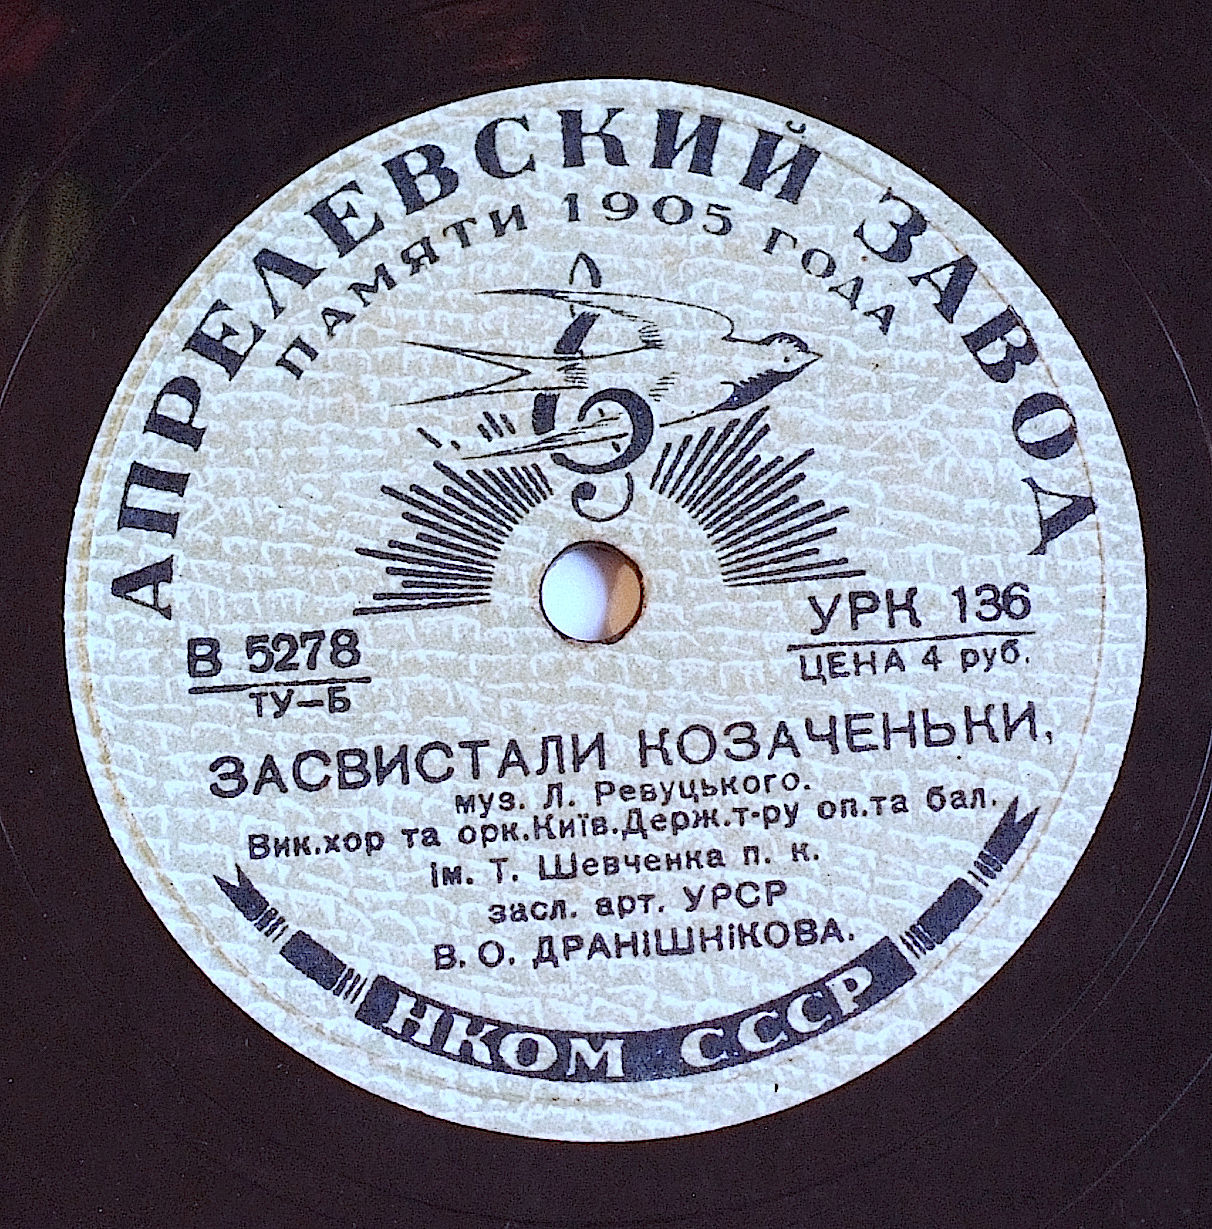 АПРЕЛЕВСКИЙ ЗАВОД
ПАМЯТИ 1905 ГОДА
В 5278
ТУ–Б
УРК 136
ЦЕНА 4 руб.
ЗАСВИСТАЛИ КОЗАЧЕНЬКИ,
муз. Л. Ревуцького.
Вик.хор та орк.Київ.Держ.т-ру оп.та бал.
ім. Т. Шевченка п. к.
засл. арт. УРСР
В. О. ДРАНІШНІКОВА.
НКОМ СССР